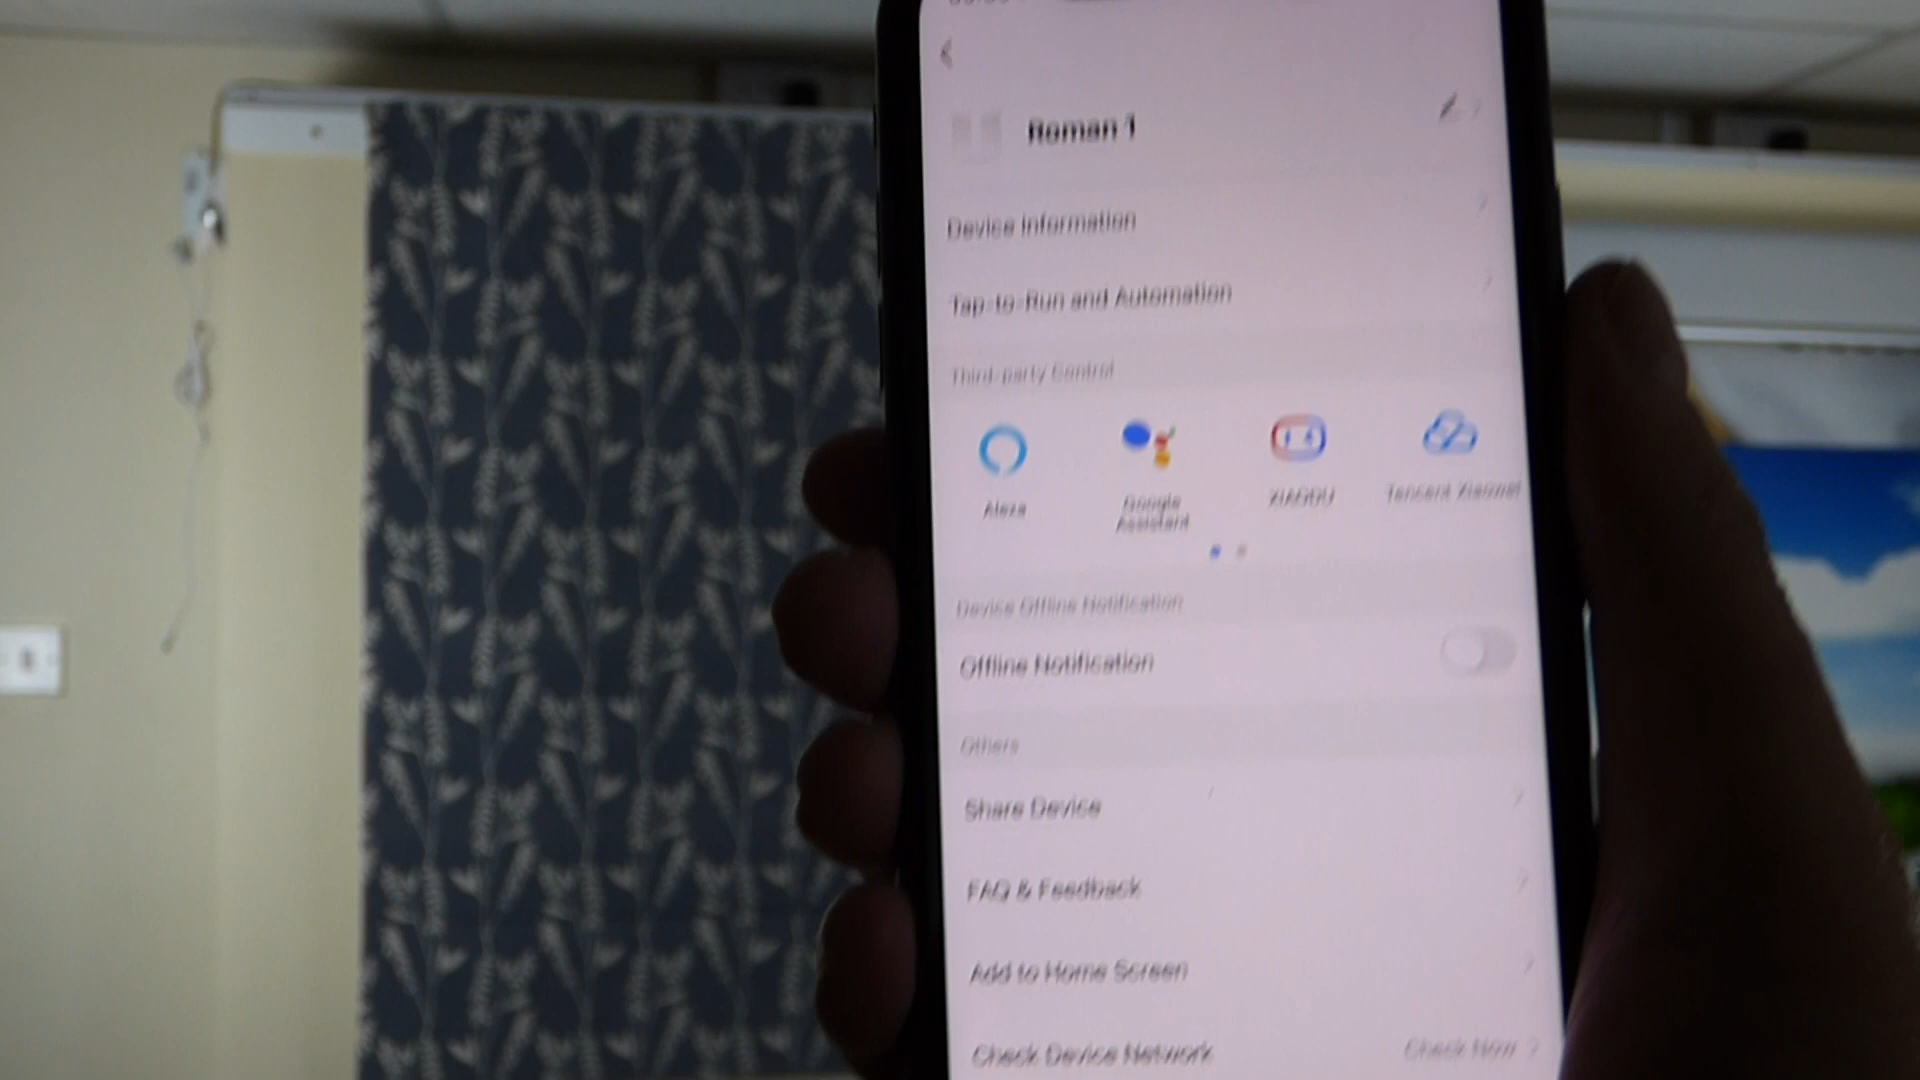 Roman 1
Device Information
Tap-to-Run and Automation
Third-party Control
Alexa
Google
Assistant
XIAODU
Tencent Xiaowei
Device Offline Notification
Offline Notification
Others
Share Device
FAQ & Feedback
Add to Home Screen
Check Device Network
Check Now